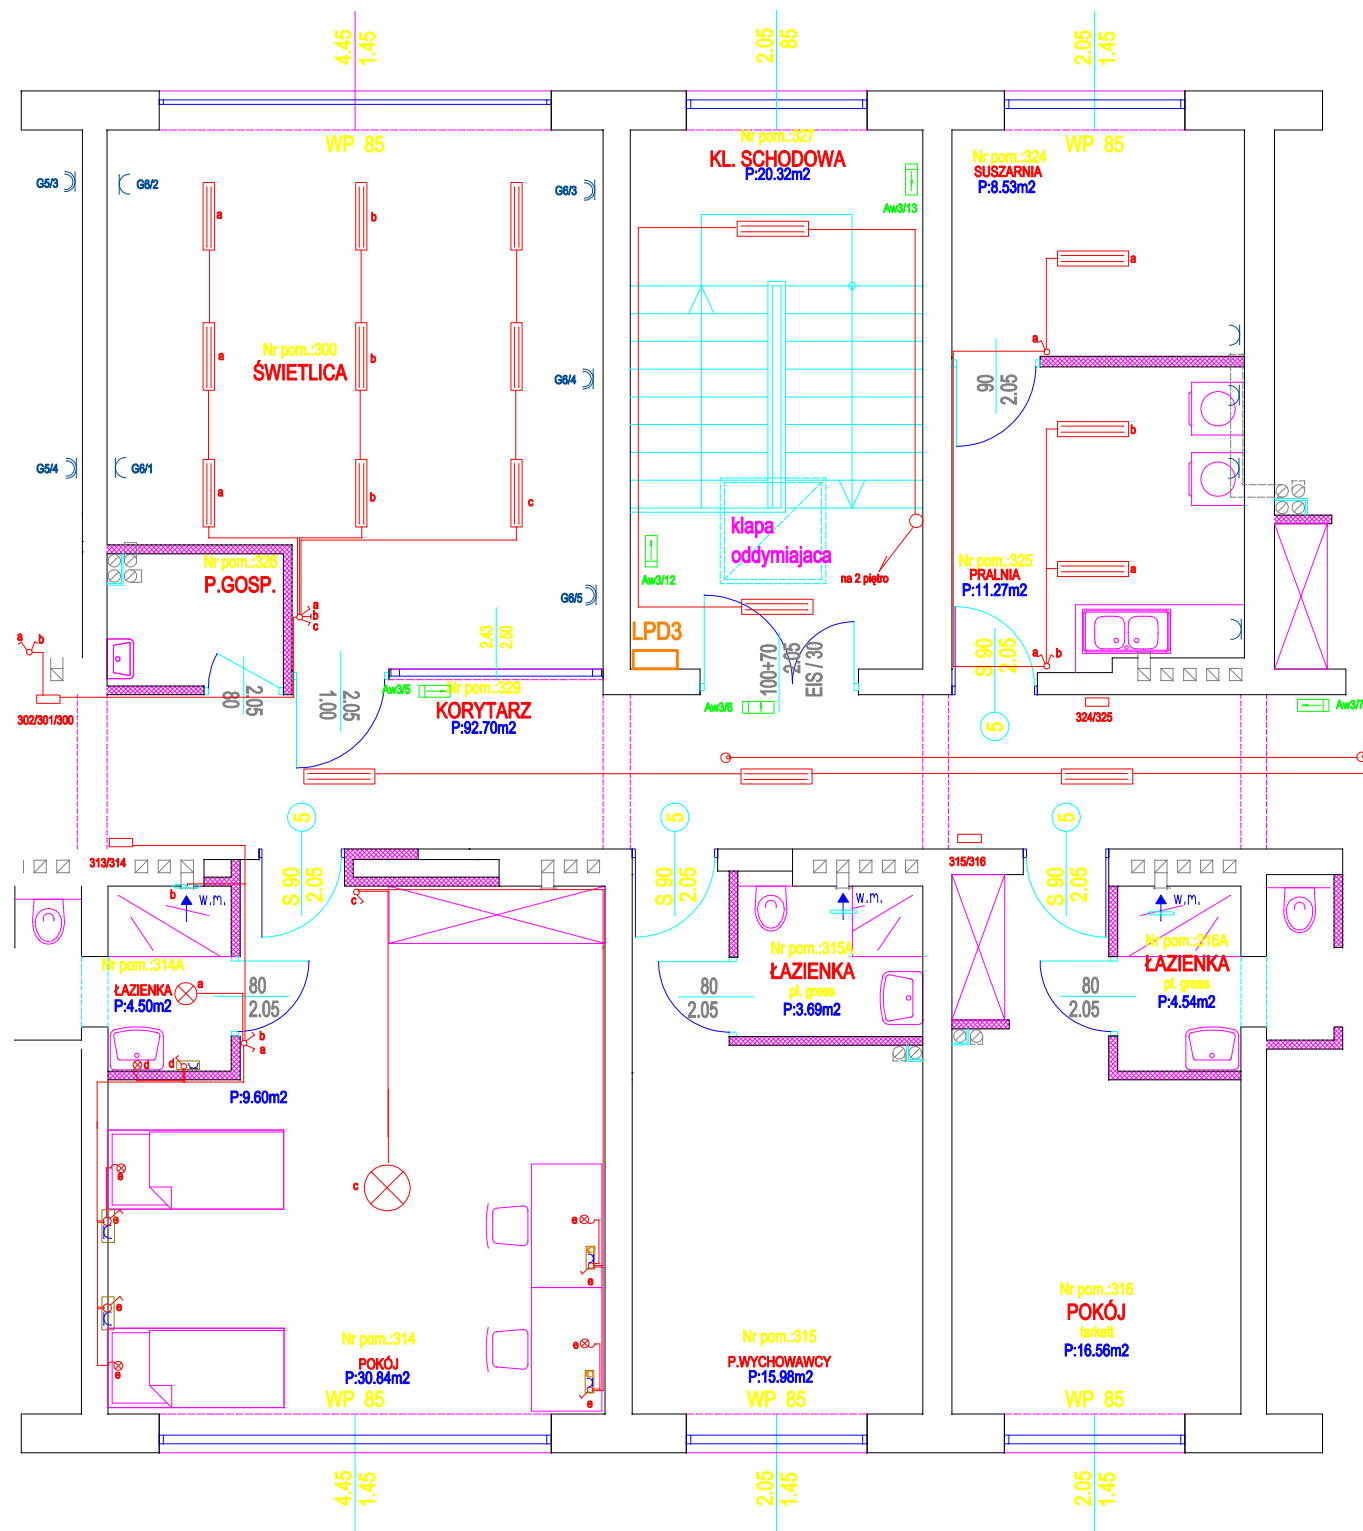 4.45
1.45
2.05
85
2.05
1.45
WP 85
Nr pom.:327
KL. SCHODOWA
P:20.32m2
WP 85
Nr pom.:324
SUSZARNIA
P:8.53m2
G5/3
G6/2
G6/3
Aw3/13
a
b
a
a
b
a
Nr pom.:300
ŚWIETLICA
G6/4
90
2.05
b
G5/4
G6/1
a
b
c
klapa
oddymiajaca
na 2 piętro
Nr pom.:326
P.GOSP.
Aw3/12
Nr pom.:325
PRALNIA
P:11.27m2
a
G6/5
a
b
c
LPD3
2.43
2.50
a
b
a
b
S 90
2.05
100+70
2.05
EIS / 30
2.05
80
2.05
1.00
Aw3/5
Nr pom.:329
KORYTARZ
P:92.70m2
Aw3/6
302/301/300
324/325
Aw3/7
5
5
5
5
313/314
315/316
S 90
2.05
S 90
2.05
S 90
2.05
b
w.m.
c
w.m.
w.m.
Nr pom.:314A
ŁAZIENKA
P:4.50m2
a
80
2.05
Nr pom.:315A
ŁAZIENKA
pł. gress
P:3.69m2
80
2.05
Nr pom.:316A
ŁAZIENKA
pł. gress
P:4.54m2
80
2.05
b
a
d
d
P:9.60m2
e
c
e
e
e
e
e
e
e
Nr pom.:314
POKÓJ
P:30.84m2
WP 85
Nr pom.:315
P.WYCHOWAWCY
P:15.98m2
WP 85
Nr pom.:316
POKÓJ
tarkett
P:16.56m2
WP 85
4.45
1.45
2.05
1.45
2.05
1.45